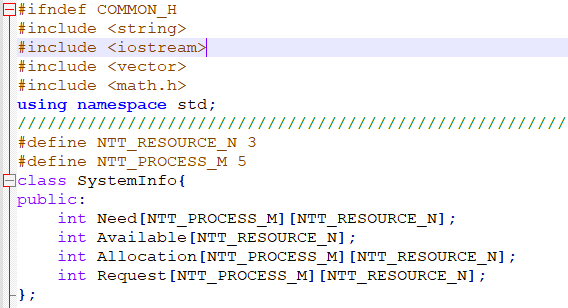 #ifndef COMMON_H
#include <string>
#include <iostream>
#include <vector>
#include <math.h>
using namespace std;
///////////////////////////////////////////////////////
#define NTT_RESOURCE_N 3
#define NTT_PROCESS_M 5
class SystemInfo{
public:
    int Need[NTT_PROCESS_M][NTT_RESOURCE_N];
    int Available[NTT_RESOURCE_N];
    int Allocation[NTT_PROCESS_M][NTT_RESOURCE_N];
    int Request[NTT_PROCESS_M][NTT_RESOURCE_N];
};